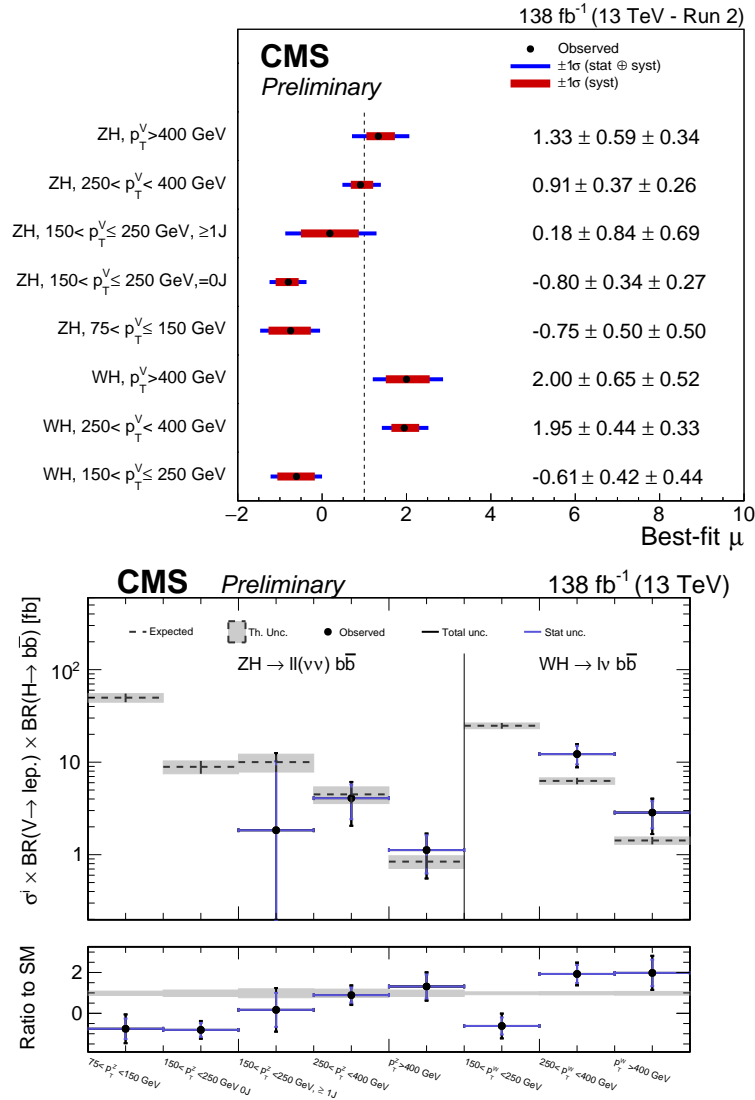 138 fb⁻¹ (13 TeV - Run 2)
CMS
Preliminary
Observed
±1σ (stat ⊕ syst)
±1σ (syst)
ZH, p_T^V>400 GeV 1.33 ± 0.59 ± 0.34
ZH, 250< p_T^V< 400 GeV 0.91 ± 0.37 ± 0.26
ZH, 150< p_T^V≤ 250 GeV, ≥1J 0.18 ± 0.84 ± 0.69
ZH, 150< p_T^V≤ 250 GeV,=0J -0.80 ± 0.34 ± 0.27
ZH, 75< p_T^V≤ 150 GeV -0.75 ± 0.50 ± 0.50
WH, p_T^V>400 GeV 2.00 ± 0.65 ± 0.52
WH, 250< p_T^V< 400 GeV 1.95 ± 0.44 ± 0.33
WH, 150< p_T^V≤ 250 GeV -0.61 ± 0.42 ± 0.44
−2 0 2 4 6 8 10
Best-fit μ
CMS Preliminary 138 fb⁻¹ (13 TeV)
σⁱ × BR(V→ lep.) × BR(H→ bb̄) [fb]
Expected Th. Unc. Observed Total unc. Stat unc.
ZH → ll(νν) bb̄ WH → lν bb̄
10²
10
1
Ratio to SM
2
0
75< p_T^Z <150 GeV
150< p_T^Z <250 GeV 0J
150< p_T^Z <250 GeV, ≥ 1J
250< p_T^Z <400 GeV
p_T^Z >400 GeV
150< p_T^W <250 GeV
250< p_T^W <400 GeV
p_T^W >400 GeV